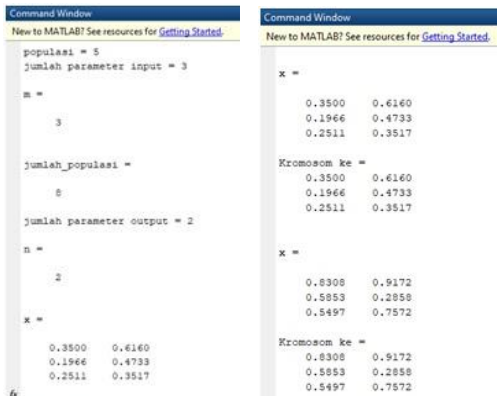 Command Window
New to MATLAB? See resources for Getting Started.
populasi = 5
jumlah parameter input = 3
m =
3
jumlah_populasi =
8
jumlah parameter output = 2
n =
2
x =
0.3500 0.6160
0.1966 0.4733
0.2511 0.3517
fx
Command Window
New to MATLAB? See resources for Getting Started.
x =
0.3500 0.6160
0.1966 0.4733
0.2511 0.3517
Kromosom ke =
0.3500 0.6160
0.1966 0.4733
0.2511 0.3517
x =
0.8308 0.9172
0.5853 0.2858
0.5497 0.7572
Kromosom ke =
0.8308 0.9172
0.5853 0.2858
0.5497 0.7572